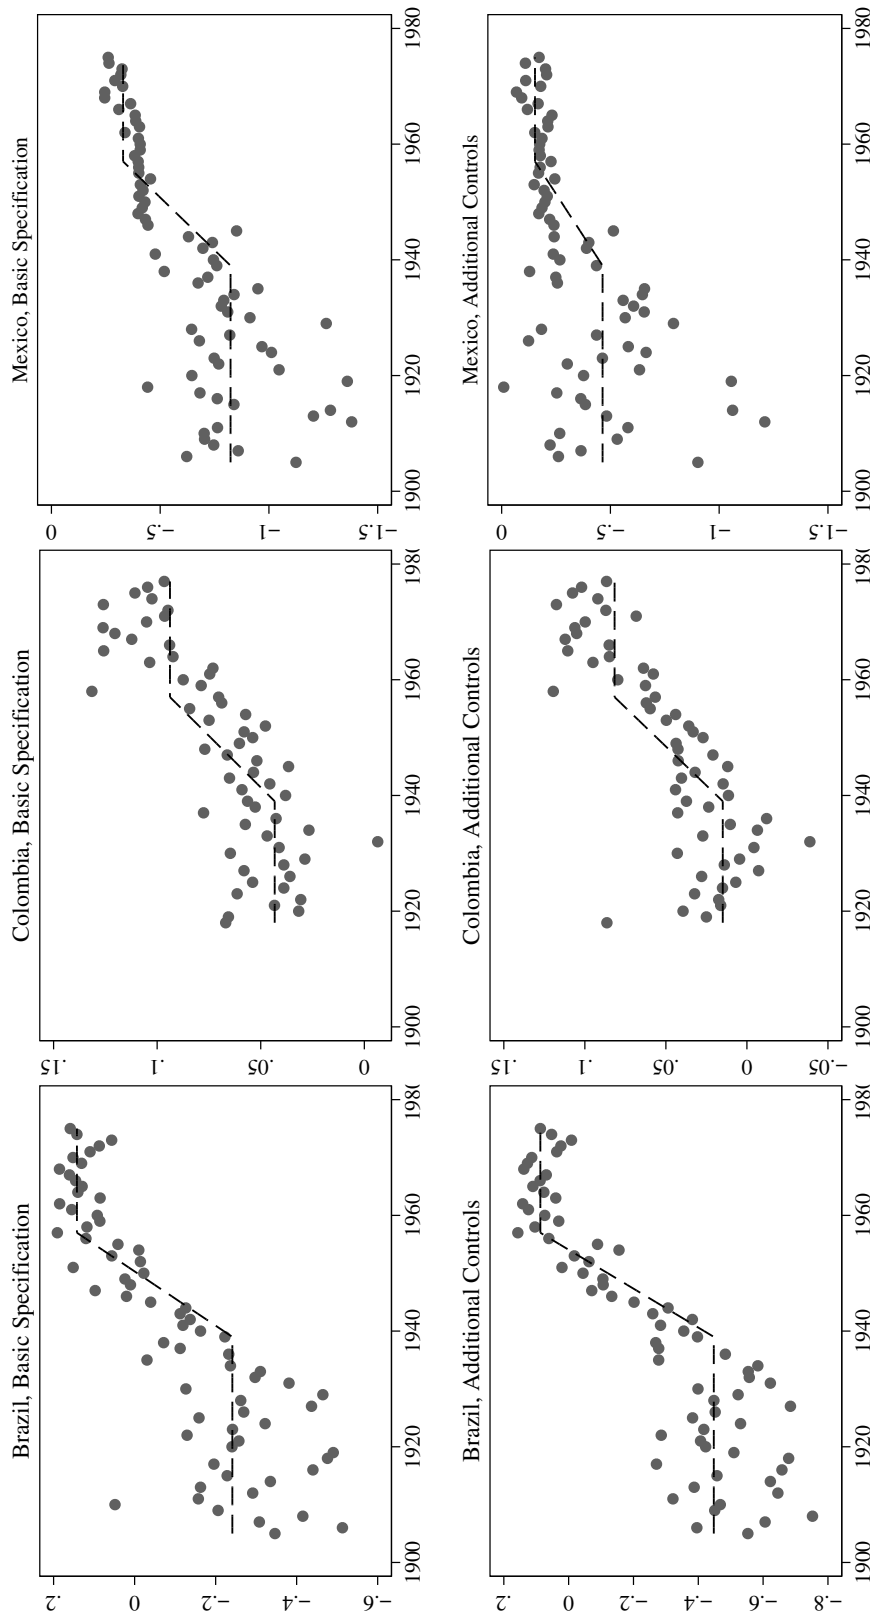 Brazil, Basic Specification
.2
0
−.2
−.4
−.6
1900 1920 1940 1960 1980
Colombia, Basic Specification
.15
.1
.05
0
1900 1920 1940 1960 1980
Mexico, Basic Specification
0
−.5
−1
−1.5
1900 1920 1940 1960 1980
Brazil, Additional Controls
.2
0
−.2
−.4
−.6
−.8
1900 1920 1940 1960 1980
Colombia, Additional Controls
.15
.1
.05
0
−.05
1900 1920 1940 1960 1980
Mexico, Additional Controls
0
−.5
−1
−1.5
1900 1920 1940 1960 1980